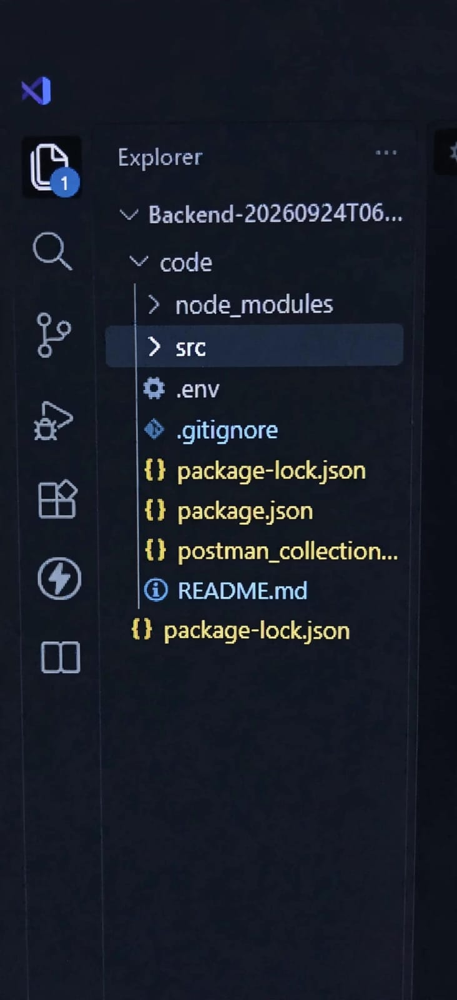 Explorer
...
Backend-20260924T06...
code
node_modules
src
.env
.gitignore
package-lock.json
package.json
postman_collection...
README.md
package-lock.json
1